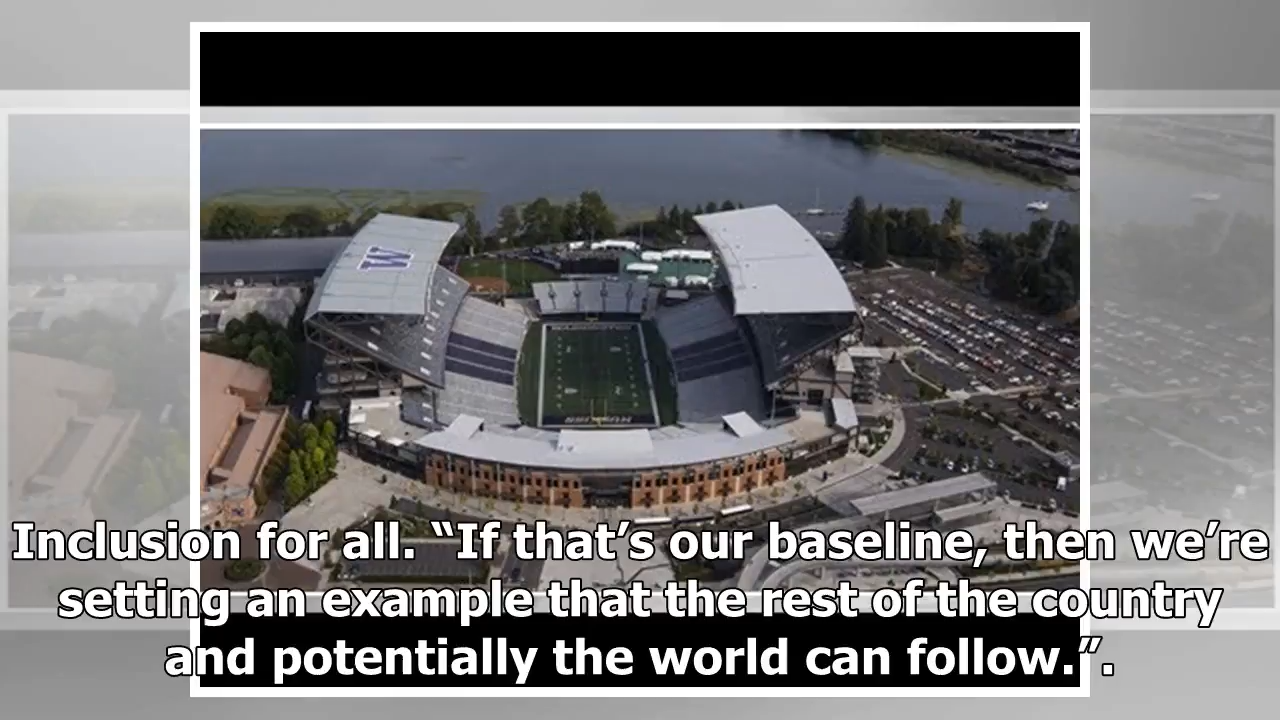 W
HUSKIES
Inclusion for all. “If that’s our baseline, then we’re
setting an example that the rest of the country
and potentially the world can follow.”.